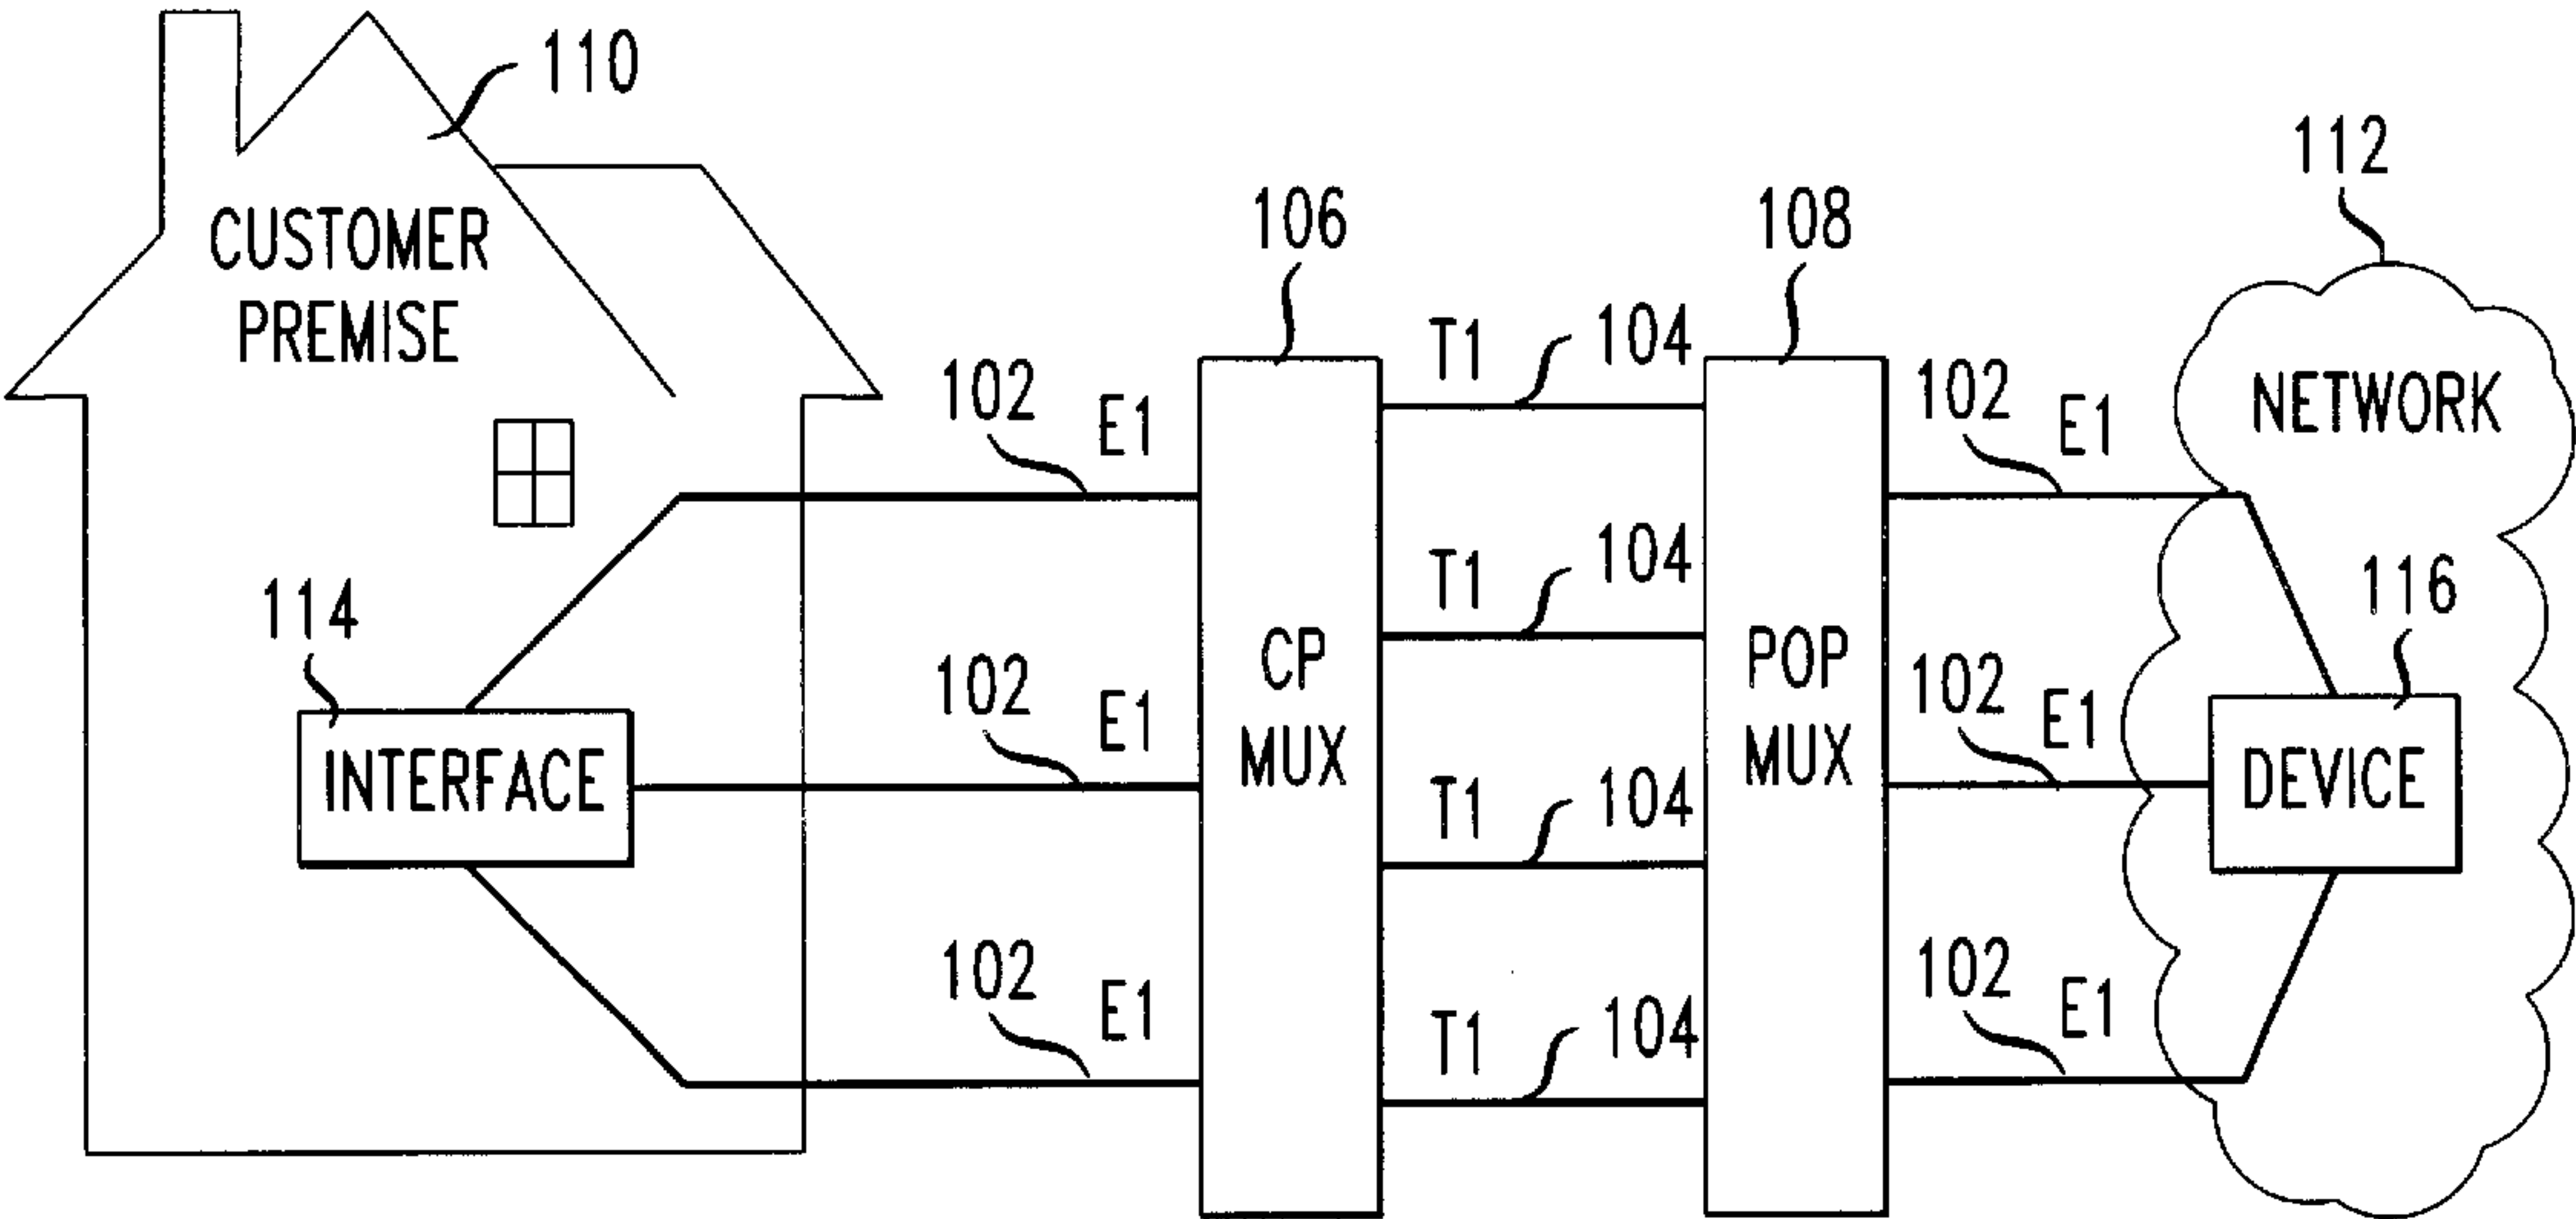 110
CUSTOMER
PREMISE
114
INTERFACE
102 E1
102 E1
102 E1
106
CP
MUX
T1 104
T1 104
T1 104
T1 104
108
POP
MUX
102 E1
102 E1
102 E1
112
NETWORK
116
DEVICE